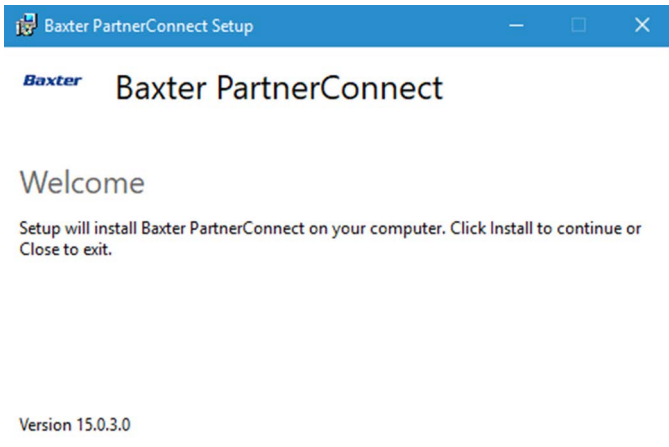 Baxter PartnerConnect Setup
Baxter Baxter PartnerConnect
Welcome
Setup will install Baxter PartnerConnect on your computer. Click Install to continue or
Close to exit.
Version 15.0.3.0